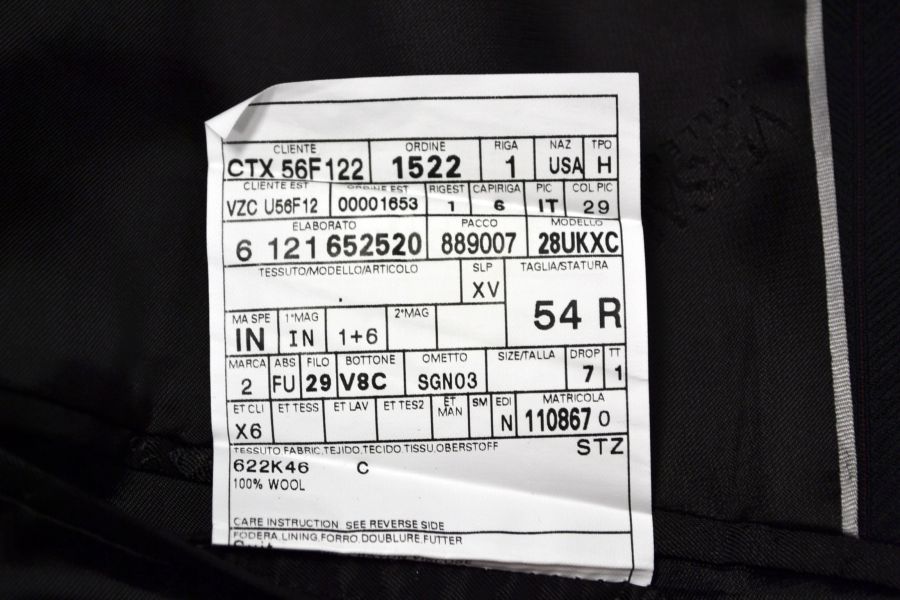 CLIENTE ORDINE RIGA NAZ TPO
CTX 56F122 1522 1 USA H
CLIENTE EST ORDINE EST RIGEST CAPIRIGA PIC COL PIC
VZC U56F12 00001653 1 6 IT 29
ELABORATO PACCO MODELLO
6 121 652520 889007 28UKXC
TESSUTO/MODELLO/ARTICOLO SLP TAGLIA/STATURA
. XV 54 R
MA SPE 1°MAG 2°MAG
IN IN 1+6
MARCA ABS FILO BOTTONE OMETTO SIZE/TALLA DROP TT
2 FU 29 V8C SGN03 7 1
ET CLI ET TESS ET LAV ET TES2 ET MAN SM EDI MATRICOLA
X6 N 110867 0
TESSUTO FABRIC,TEJIDO,TECIDO,TISSU,OBERSTOFF STZ
622K46 C
100% WOOL
CARE INSTRUCTION SEE REVERSE SIDE
FODERA,LINING,FORRO,DOUBLURE,FUTTER